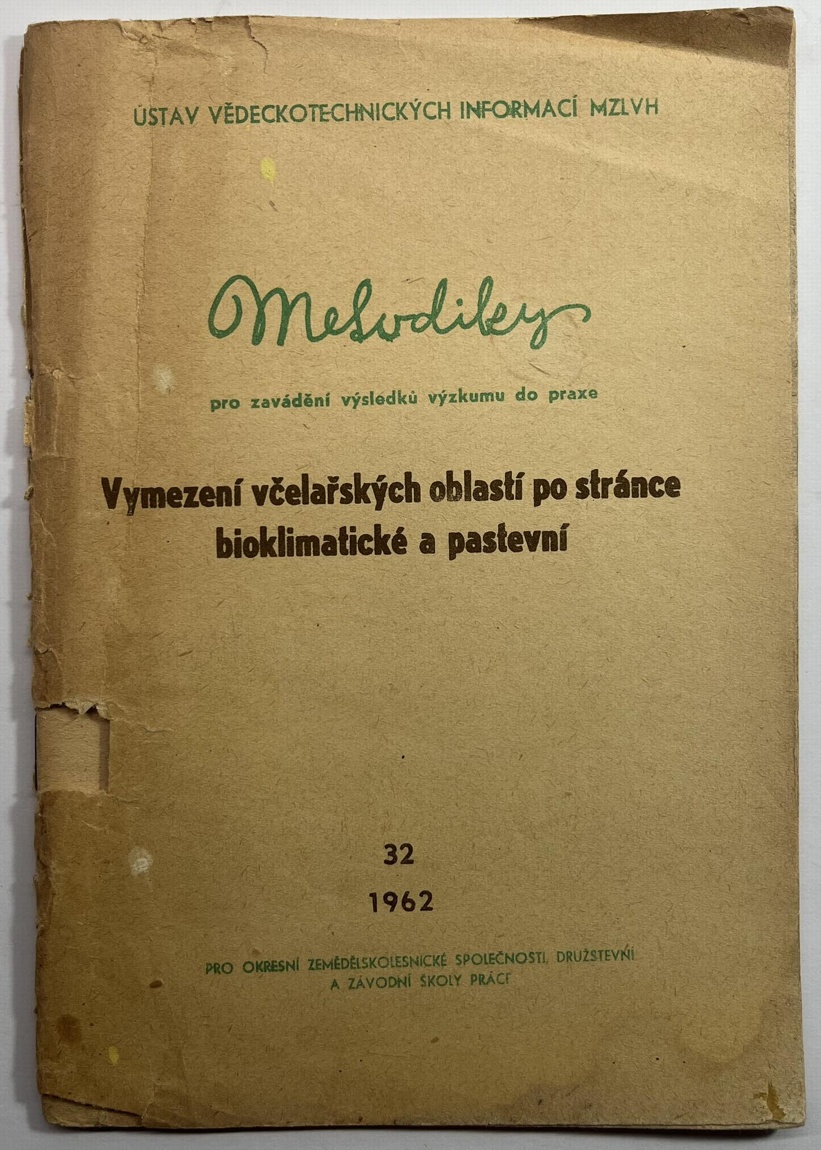 ÚSTAV VĚDECKOTECHNICKÝCH INFORMACÍ MZLVH
Metodiky
pro zavádění výsledků výzkumu do praxe
Vymezení včelařských oblastí po stránce
bioklimatické a pastevní
32
1962
PRO OKRESNÍ ZEMĚDĚLSKOLESNICKÉ SPOLEČNOSTI, DRUŽSTEVNÍ
A ZÁVODNÍ ŠKOLY PRÁCE